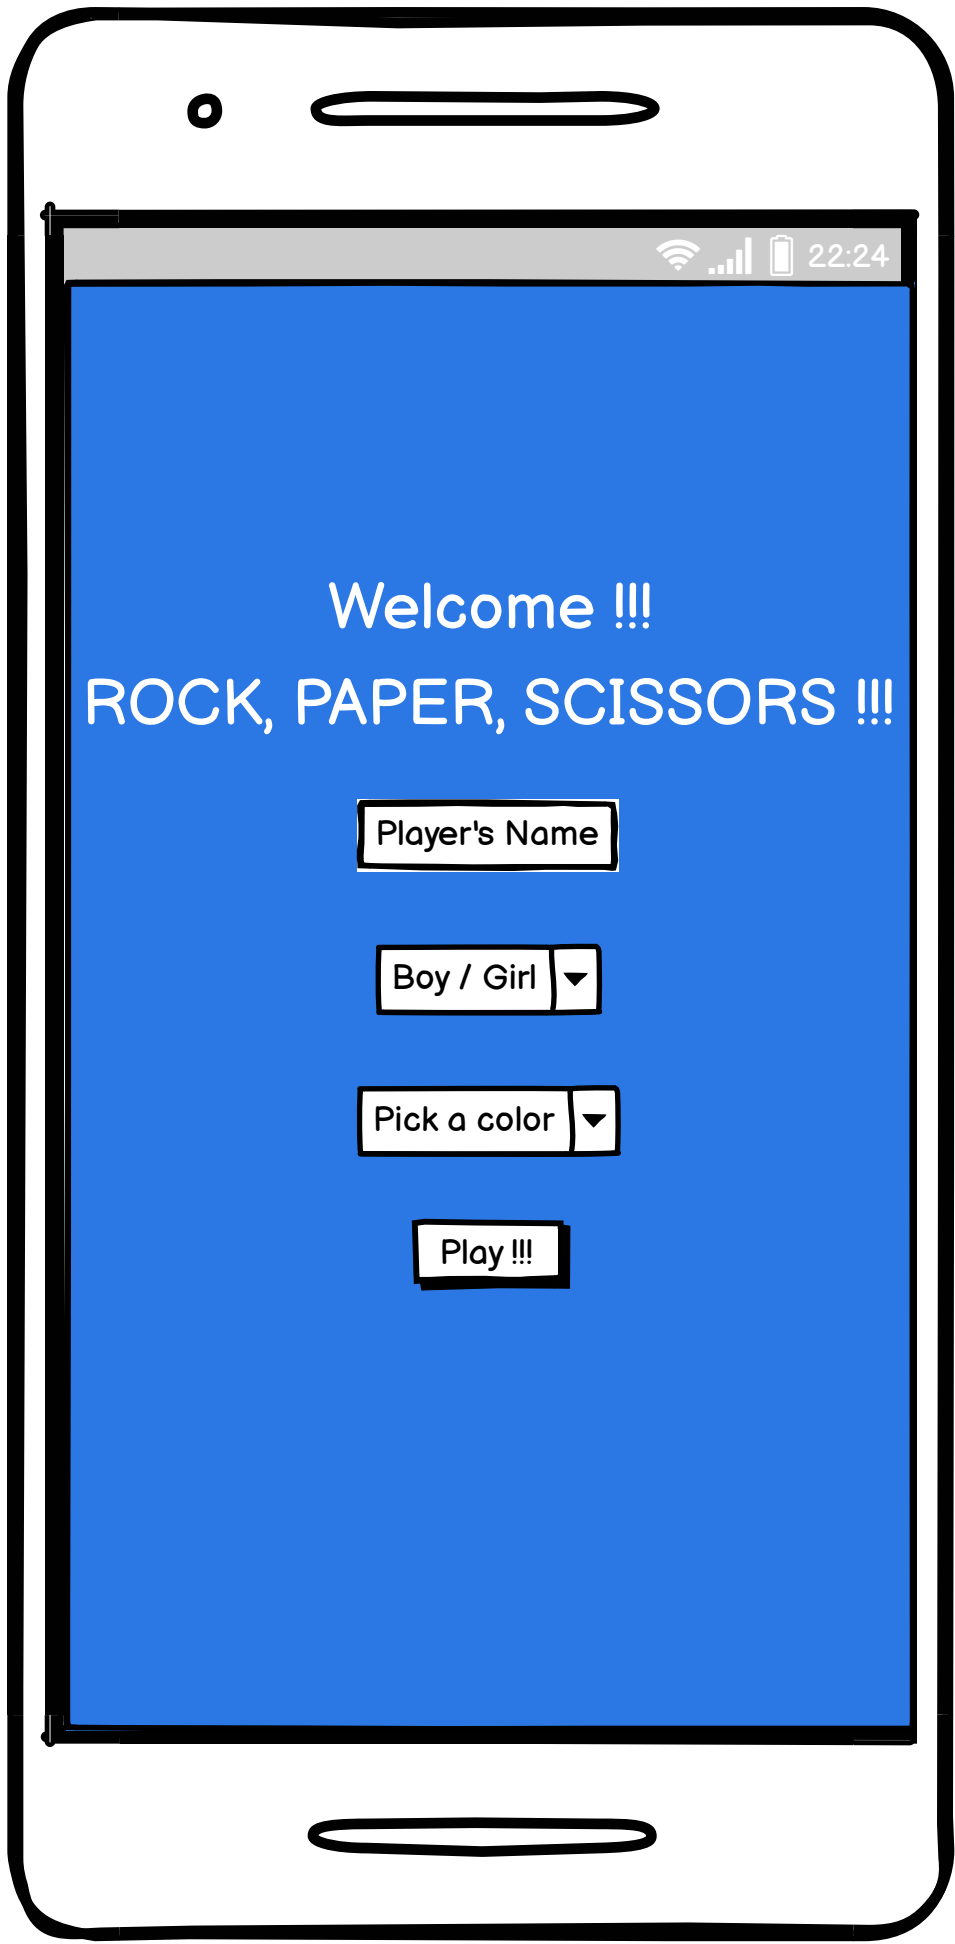 22:24
Welcome !!!
ROCK, PAPER, SCISSORS !!!
Player's Name
Boy / Girl
Pick a color
Play !!!